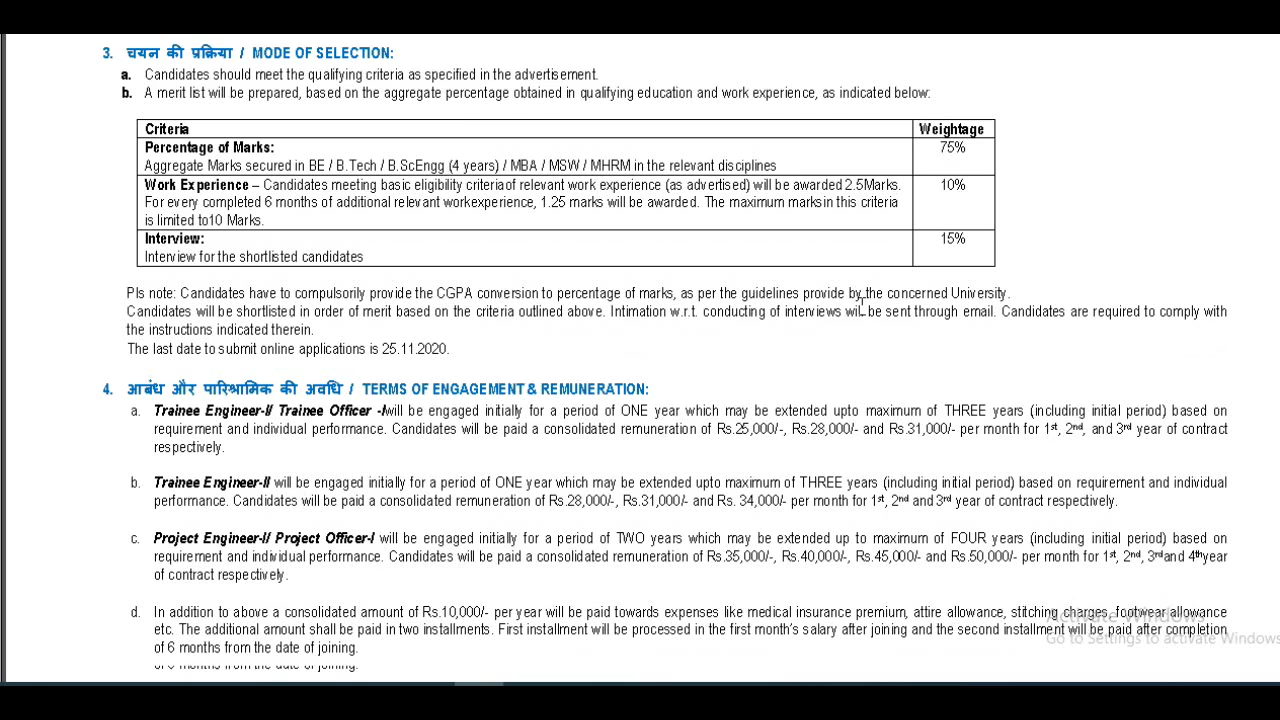 3. चयन की प्रक्रिया / MODE OF SELECTION:
a. Candidates should meet the qualifying criteria as specified in the advertisement.
b. A merit list will be prepared, based on the aggregate percentage obtained in qualifying education and work experience, as indicated below:
Criteria Weightage
Percentage of Marks: 75%
Aggregate Marks secured in BE / B.Tech / B.ScEngg (4 years) / MBA / MSW / MHRM in the relevant disciplines
Work Experience – Candidates meeting basic eligibility criteriaof relevant work experience (as advertised) will be awarded 2.5Marks. 10%
For every completed 6 months of additional relevant workexperience, 1.25 marks will be awarded. The maximum marksin this criteria
is limited to10 Marks.
Interview: 15%
Interview for the shortlisted candidates
Pls note: Candidates have to compulsorily provide the CGPA conversion to percentage of marks, as per the guidelines provide by the concerned University.
Candidates will be shortlisted in order of merit based on the criteria outlined above. Intimation w.r.t. conducting of interviews will be sent through email. Candidates are required to comply with
the instructions indicated therein.
The last date to submit online applications is 25.11.2020.
4. आबंध और पारिश्रामिक की अवधि / TERMS OF ENGAGEMENT & REMUNERATION:
a. Trainee Engineer-I/ Trainee Officer -I will be engaged initially for a period of ONE year which may be extended upto maximum of THREE years (including initial period) based on
requirement and individual performance. Candidates will be paid a consolidated remuneration of Rs.25,000/-, Rs.28,000/- and Rs.31,000/- per month for 1st, 2nd, and 3rd year of contract
respectively.
b. Trainee Engineer-II will be engaged initially for a period of ONE year which may be extended upto maximum of THREE years (including initial period) based on requirement and individual
performance. Candidates will be paid a consolidated remuneration of Rs.28,000/-, Rs.31,000/- and Rs. 34,000/- per month for 1st, 2nd and 3rd year of contract respectively.
c. Project Engineer-I/ Project Officer-I will be engaged initially for a period of TWO years which may be extended up to maximum of FOUR years (including initial period) based on
requirement and individual performance. Candidates will be paid a consolidated remuneration of Rs.35,000/-, Rs.40,000/-, Rs.45,000/- and Rs.50,000/- per month for 1st, 2nd, 3rdand 4thyear
of contract respectively.
d. In addition to above a consolidated amount of Rs.10,000/- per year will be paid towards expenses like medical insurance premium, attire allowance, stitching charges, footwear allowance
etc. The additional amount shall be paid in two installments. First installment will be processed in the first month's salary after joining and the second installment will be paid after completion
of 6 months from the date of joining.
of 6 months from the date of joining.
Activate Windows
Go to Settings to activate Windows